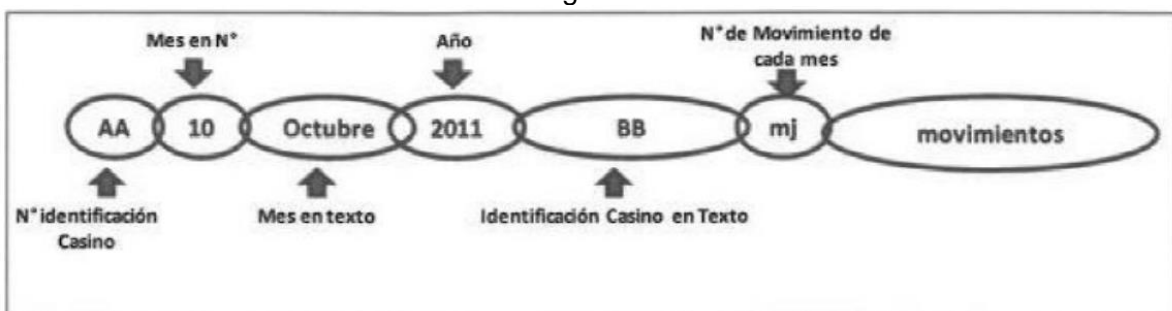 Mes en N°
Año
N° de Movimiento de
cada mes
AA 10 Octubre 2011 BB mj movimientos
N° identificación
Casino
Mes en texto
Identificación Casino en Texto